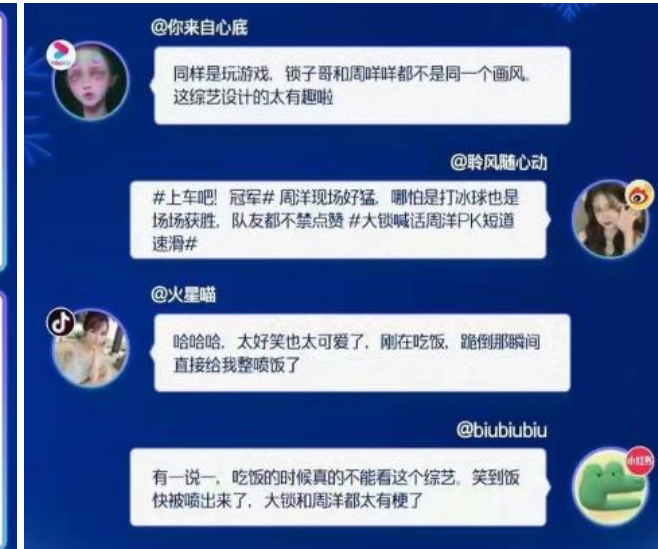 @你来自心底
同样是玩游戏，锁子哥和周咩咩都不是同一个画风。
这综艺设计的太有趣啦
@聆风随心动
#上车吧！冠军# 周洋现场好猛，哪怕是打冰球也是
场场获胜，队友都不禁点赞 #大锁喊话周洋PK短道
速滑#
@火星喵
哈哈哈，太好笑也太可爱了，刚在吃饭，跪倒那瞬间
直接给我整喷饭了
@biubiubiu
小红书
有一说一，吃饭的时候真的不能看这个综艺。笑到饭
快被喷出来了，大锁和周洋都太有梗了